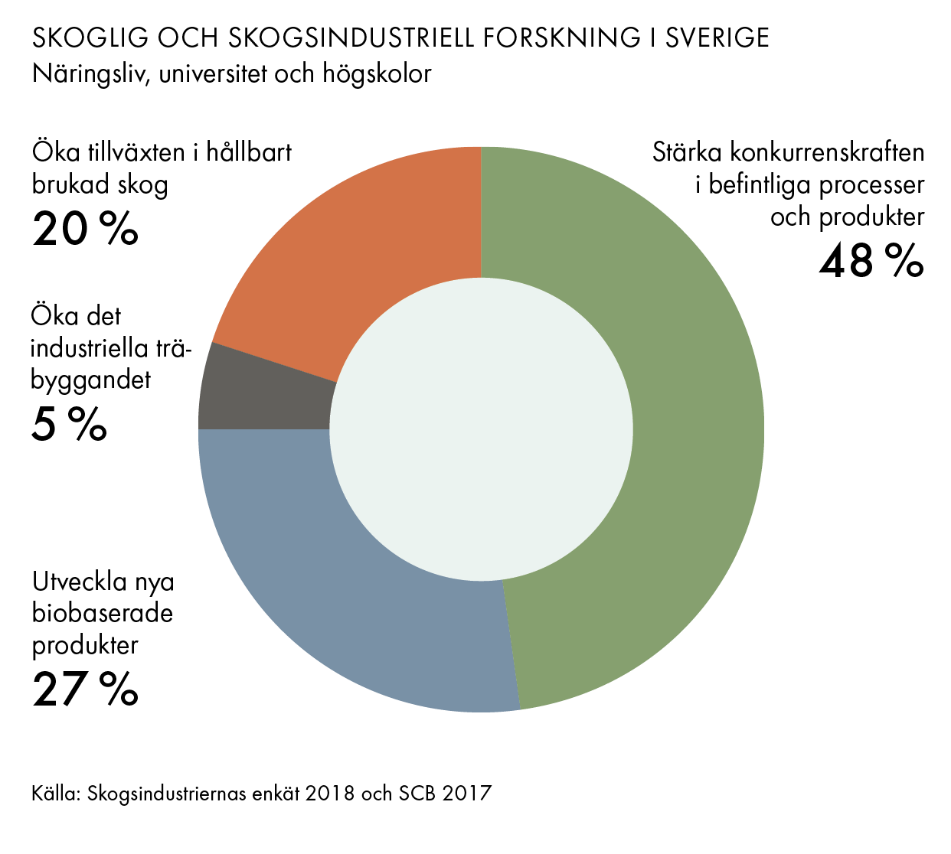 SKOGLIG OCH SKOGSINDUSTRIELL FORSKNING I SVERIGE
Näringsliv, universitet och högskolor
Öka tillväxten i hållbart
brukad skog
20 %
Stärka konkurrenskraften
i befintliga processer
och produkter
48 %
Öka det
industriella trä-
byggandet
5 %
Utveckla nya
biobaserade
produkter
27 %
Källa: Skogsindustriernas enkät 2018 och SCB 2017